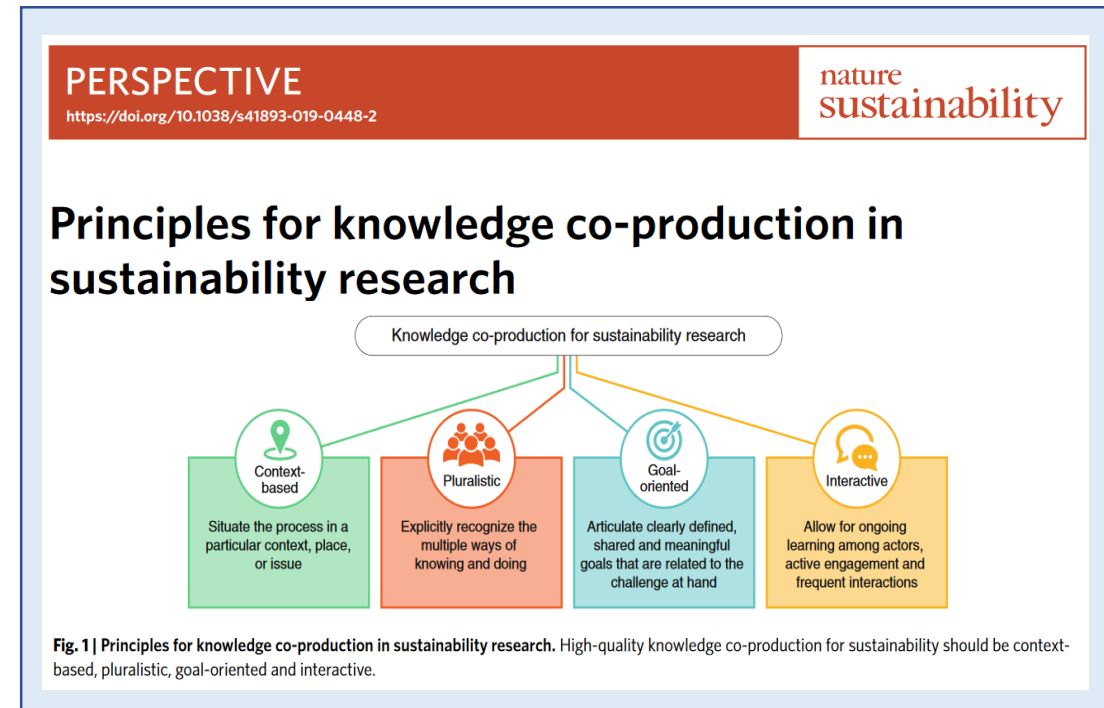 PERSPECTIVE
https://doi.org/10.1038/s41893-019-0448-2
nature
sustainability
Principles for knowledge co-production in
sustainability research
Knowledge co-production for sustainability research
Context-
based
Situate the process in a
particular context, place,
or issue
Pluralistic
Explicitly recognize the
multiple ways of
knowing and doing
Goal-
oriented
Articulate clearly defined,
shared and meaningful
goals that are related to the
challenge at hand
Interactive
Allow for ongoing
learning among actors,
active engagement and
frequent interactions
Fig. 1 | Principles for knowledge co-production in sustainability research. High-quality knowledge co-production for sustainability should be context-
based, pluralistic, goal-oriented and interactive.